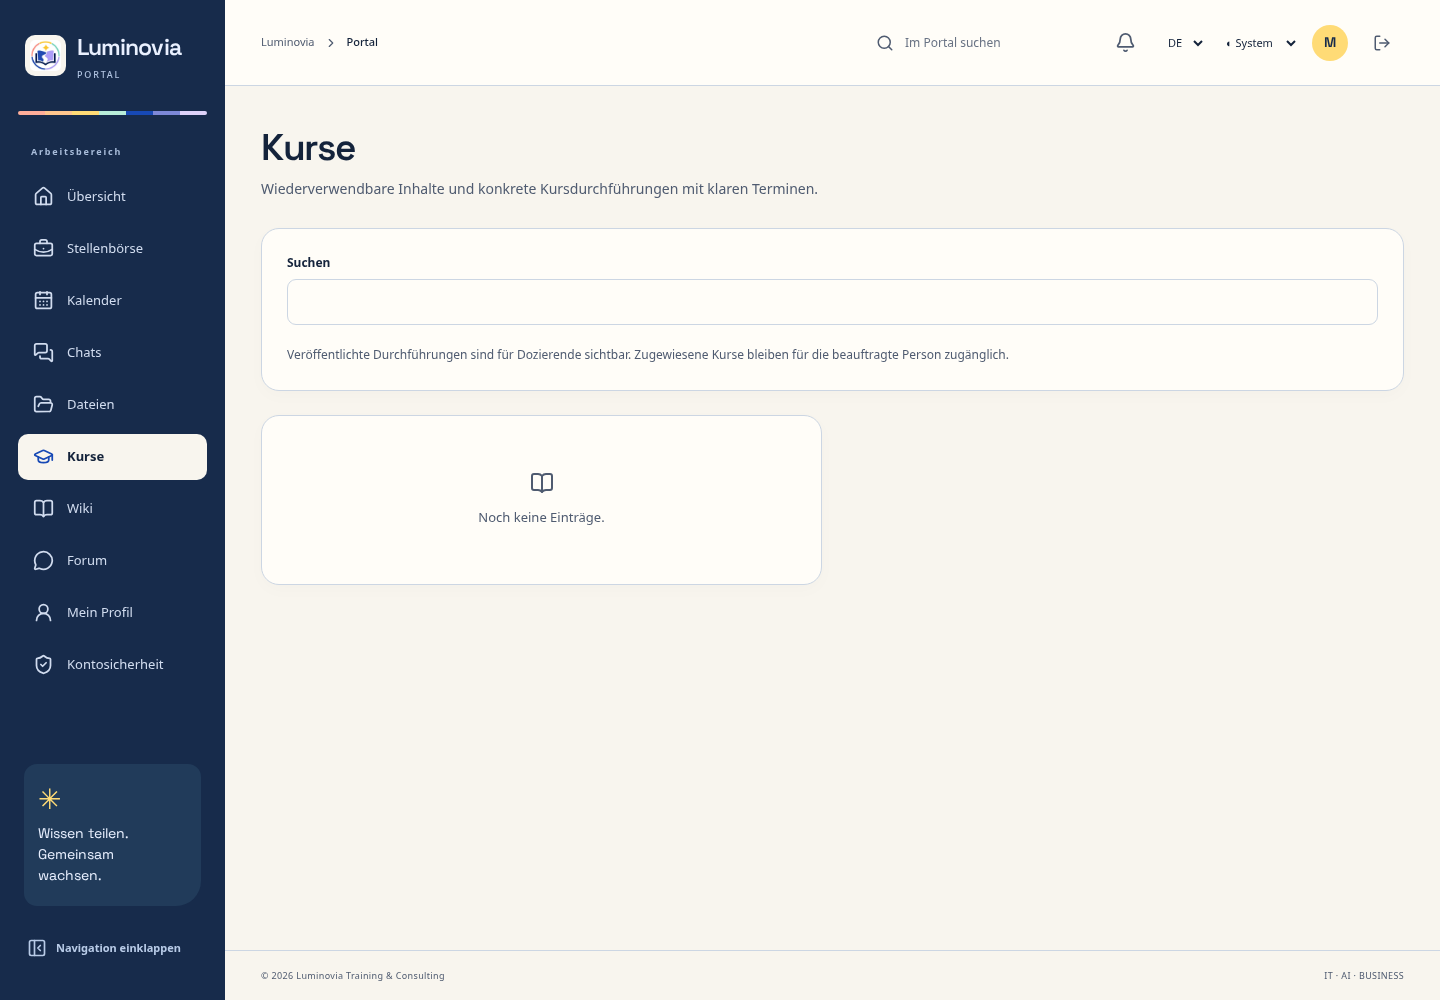 Luminovia
PORTAL
Arbeitsbereich
Übersicht
Stellenbörse
Kalender
Chats
Dateien
Kurse
Wiki
Forum
Mein Profil
Kontosicherheit
Wissen teilen.
Gemeinsam
wachsen.
Navigation einklappen
Luminovia
Portal
Im Portal suchen
DE
System
M
Kurse
Wiederverwendbare Inhalte und konkrete Kursdurchführungen mit klaren Terminen.
Suchen
Veröffentlichte Durchführungen sind für Dozierende sichtbar. Zugewiesene Kurse bleiben für die beauftragte Person zugänglich.
Noch keine Einträge.
© 2026 Luminovia Training & Consulting
IT · AI · BUSINESS